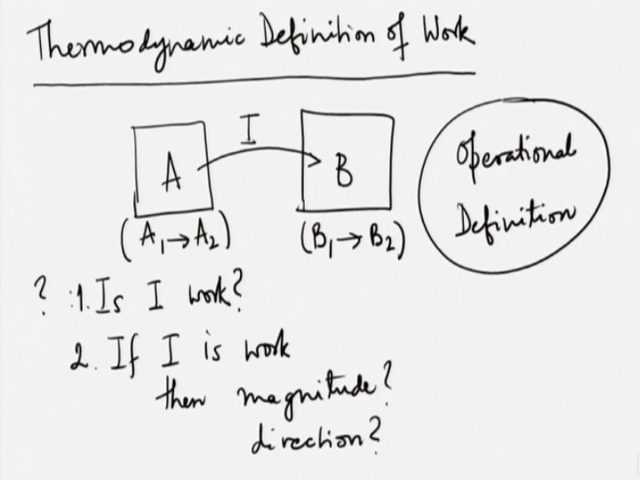 Thermodynamic Definition of Work
I
A
B
Operational
Definition
(A₁→A₂)
(B₁→B₂)
? :1. Is I work?
2. If I is work
then magnitude?
direction?